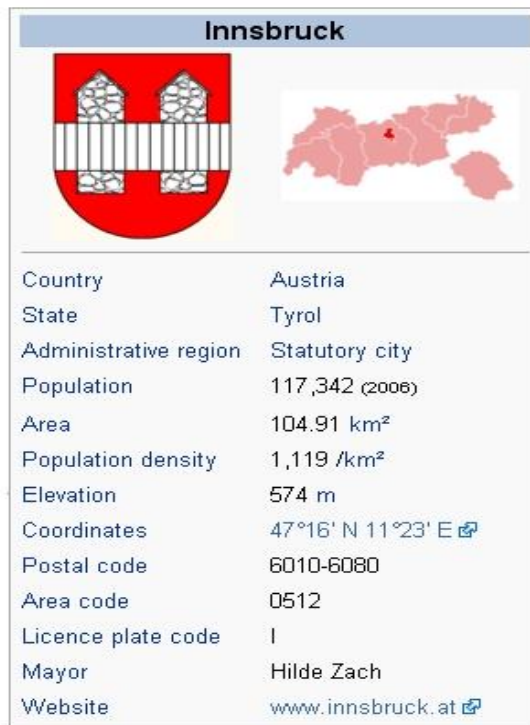 Innsbruck
Country Austria
State Tyrol
Administrative region Statutory city
Population 117,342 (2006)
Area 104.91 km²
Population density 1,119 /km²
Elevation 574 m
Coordinates 47°16' N 11°23' E
Postal code 6010-6080
Area code 0512
Licence plate code I
Mayor Hilde Zach
Website www.innsbruck.at